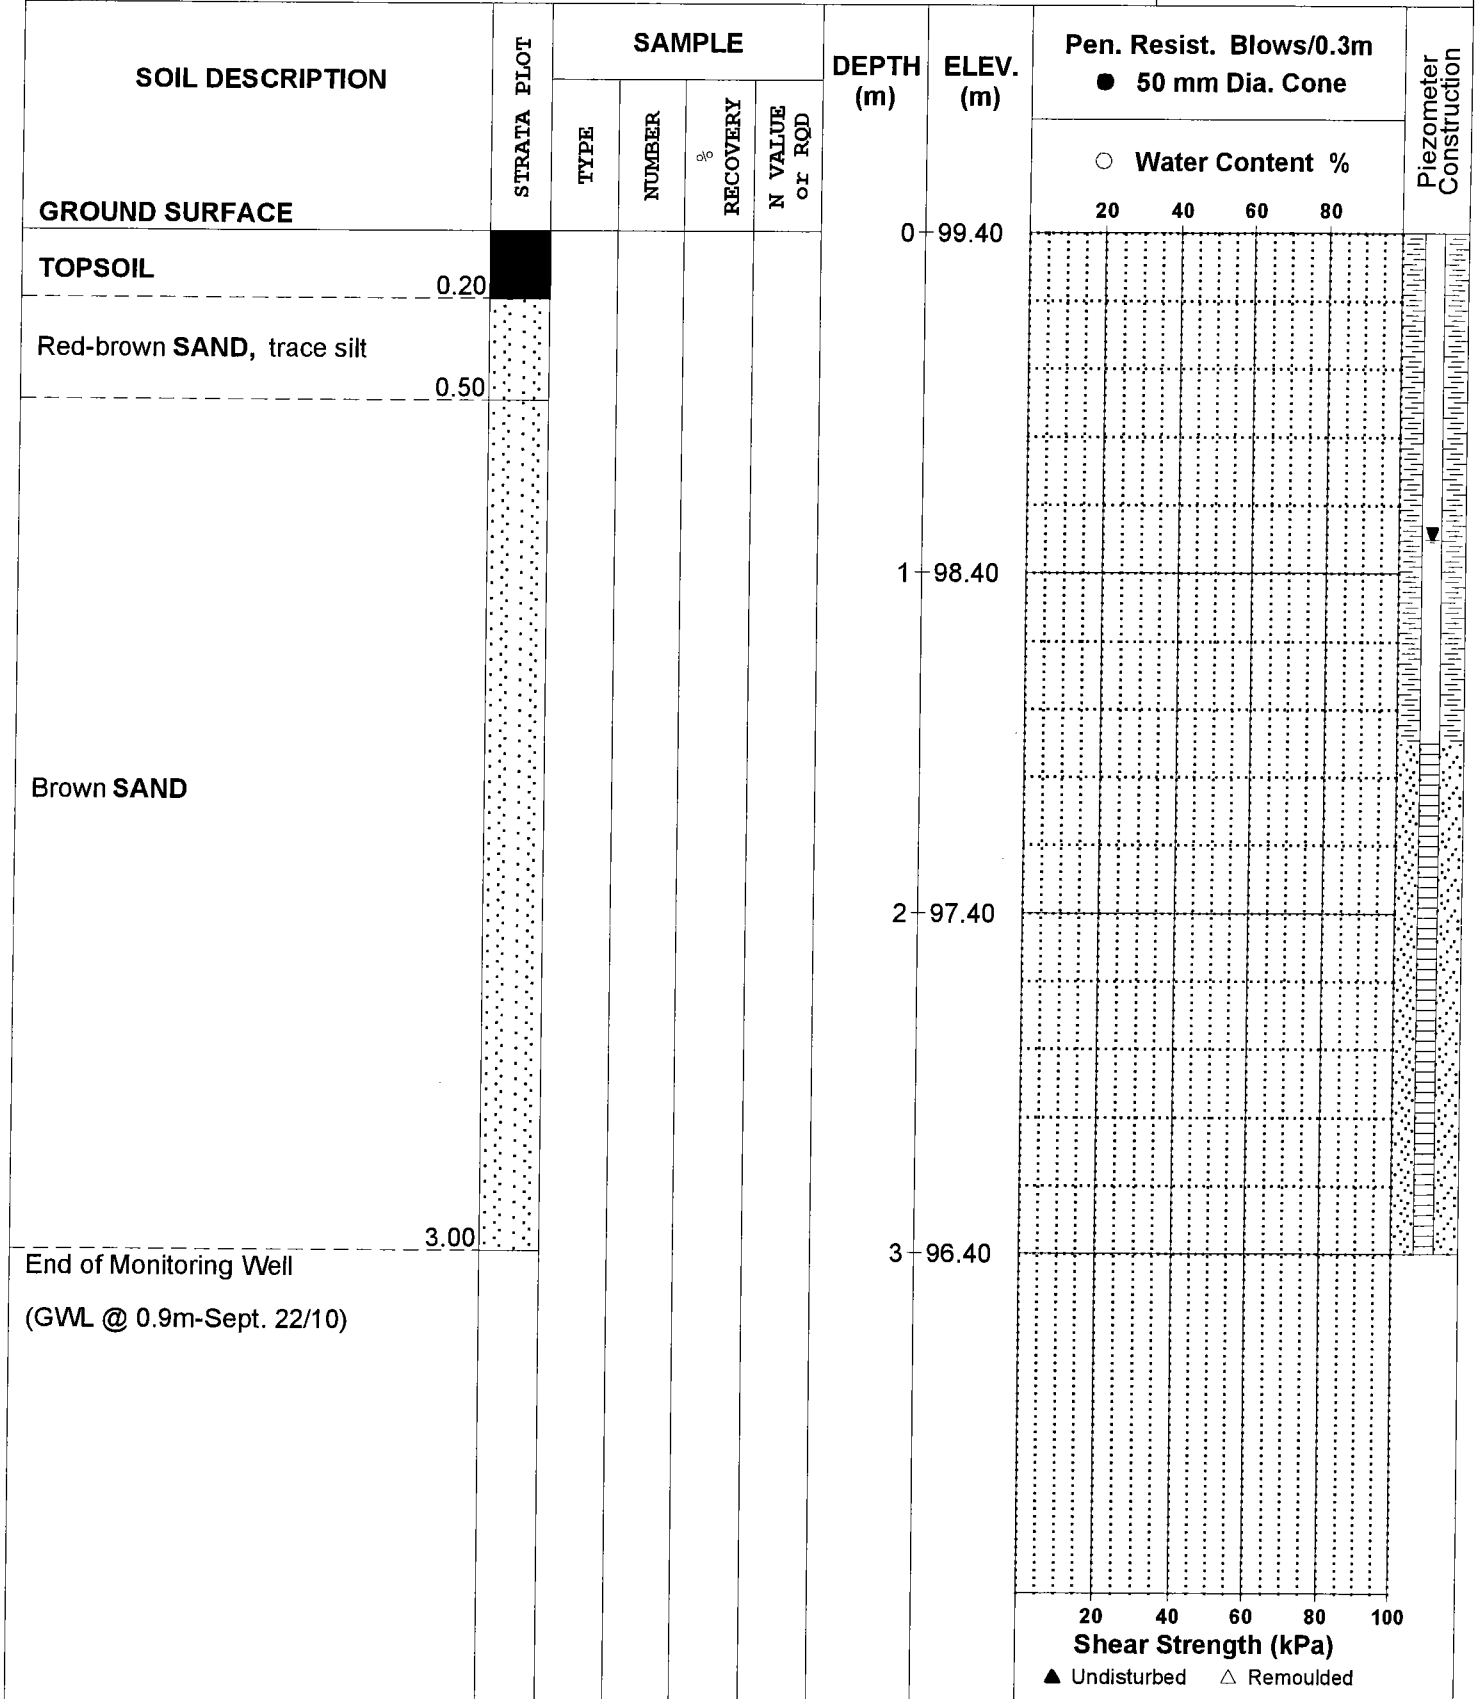 SOIL DESCRIPTION
GROUND SURFACE
STRATA PLOT
SAMPLE
TYPE
NUMBER
% RECOVERY
N VALUE
or RQD
DEPTH
(m)
ELEV.
(m)
Pen. Resist. Blows/0.3m
● 50 mm Dia. Cone
○ Water Content %
20 40 60 80
Piezometer
Construction
0 99.40
TOPSOIL
0.20
Red-brown SAND, trace silt
0.50
1 98.40
Brown SAND
2 97.40
3.00
3 96.40
End of Monitoring Well
(GWL @ 0.9m-Sept. 22/10)
20 40 60 80 100
Shear Strength (kPa)
▲ Undisturbed △ Remoulded